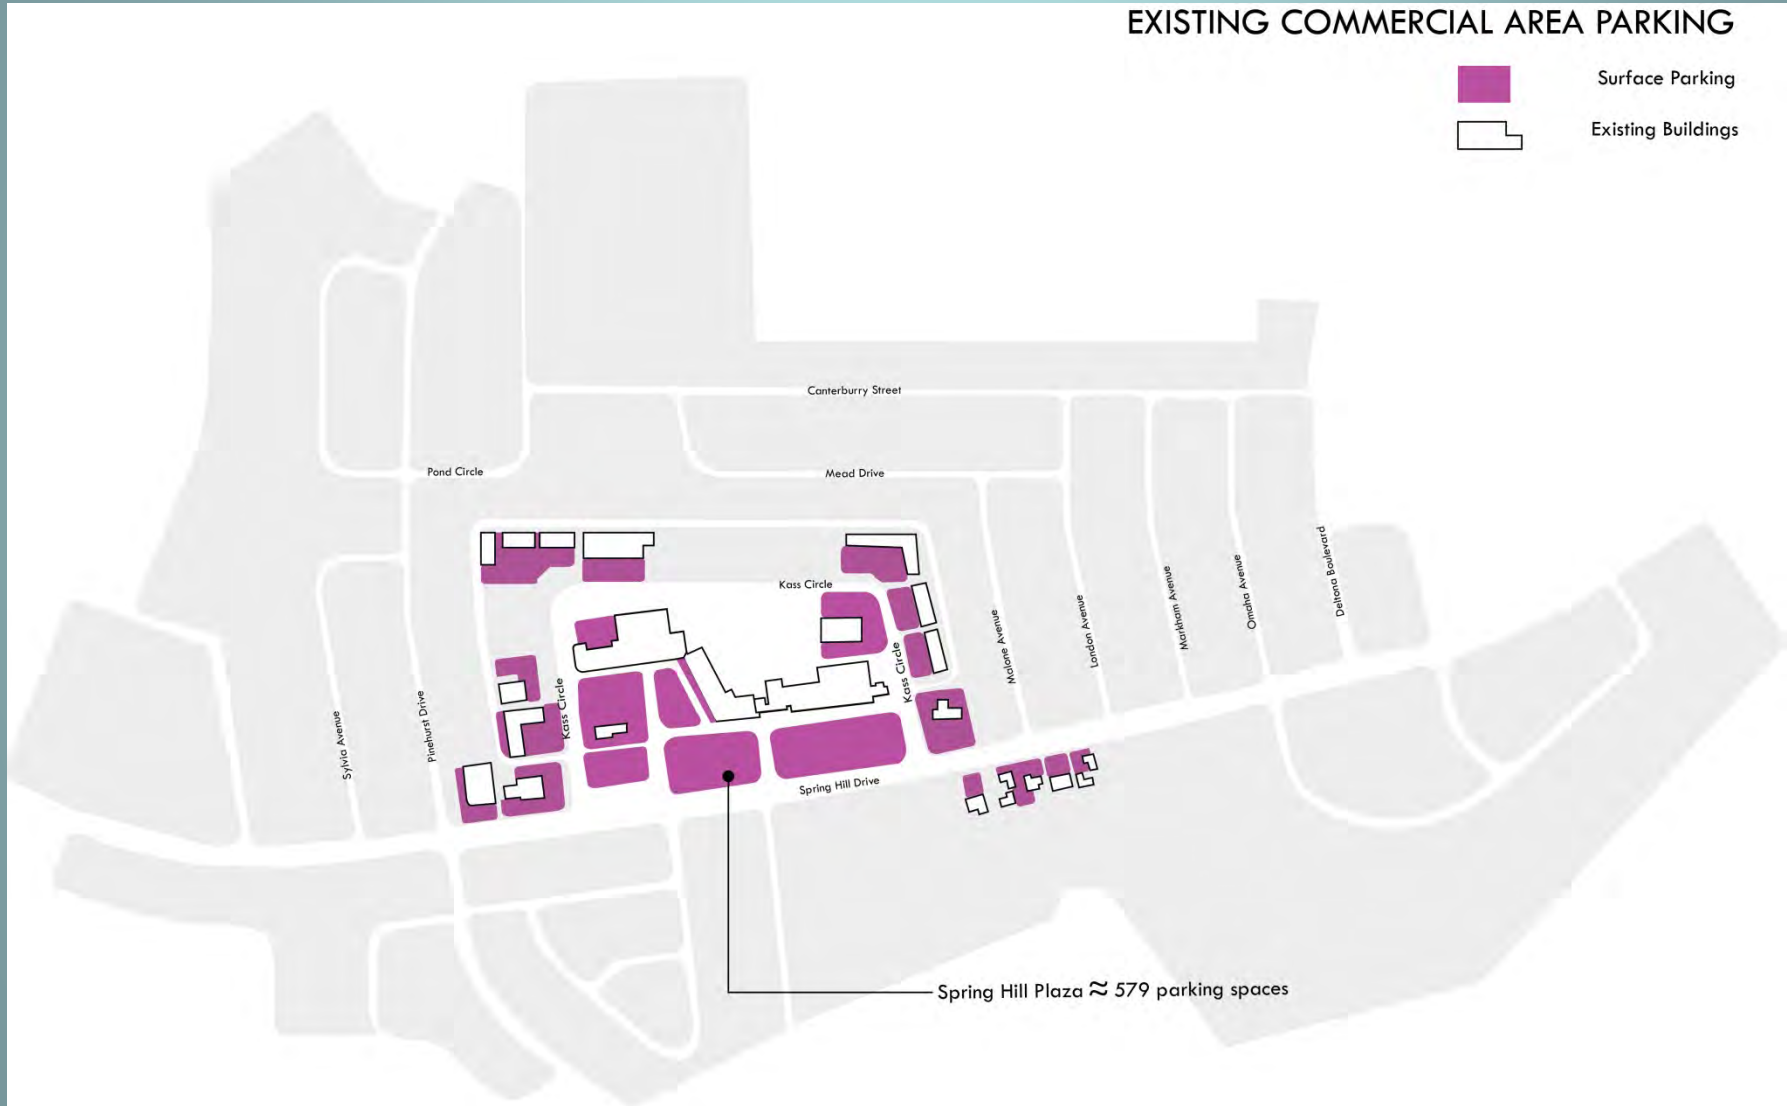 EXISTING COMMERCIAL AREA PARKING
Surface Parking
Existing Buildings
Canterburry Street
Pond Circle
Mead Drive
Kass Circle
Kass Circle
Kass Circle
Sylvia Avenue
Pinehurst Drive
Malone Avenue
London Avenue
Markham Avenue
Omaha Avenue
Deltona Boulevard
Spring Hill Drive
Spring Hill Plaza ≈ 579 parking spaces